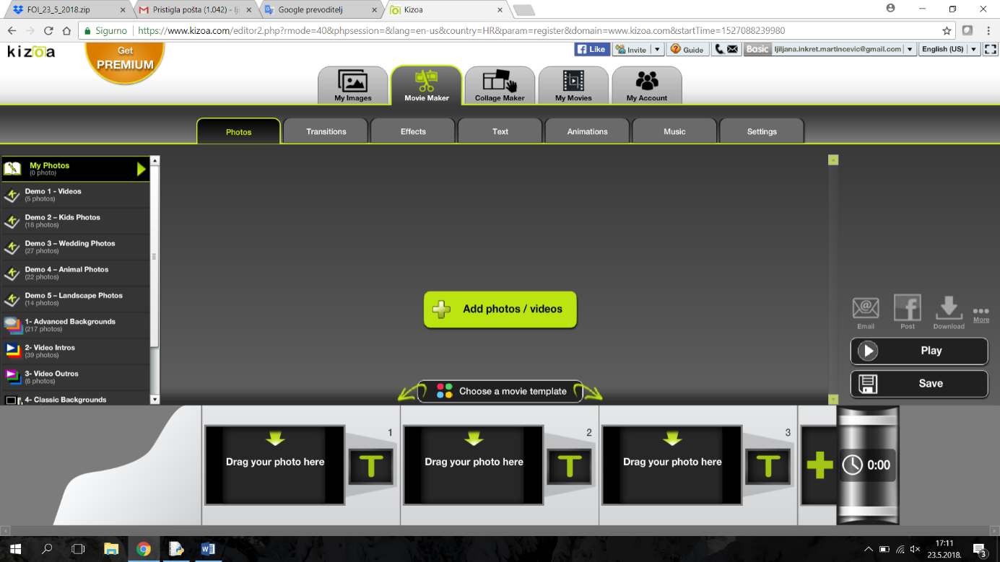 FOI_23_5_2018.zip
Pristigla pošta (1.042) - lji
Google prevoditelj
Kizoa
Sigurno
https://www.kizoa.com/editor2.php?rmode=40&phpsession=&lang=en-us&country=HR&param=register&domain=www.kizoa.com&startTime=1527088239980
kizoa
Get
PREMIUM
Like
Invite
Guide
Basic
ljiljana.inkret.martincevic@gmail.com
English (US)
My Images
Movie Maker
Collage Maker
My Movies
My Account
Photos
Transitions
Effects
Text
Animations
Music
Settings
My Photos
(0 photo)
Demo 1 - Videos
(5 photos)
Demo 2 – Kids Photos
(18 photos)
Demo 3 – Wedding Photos
(27 photos)
Demo 4 – Animal Photos
(22 photos)
Demo 5 – Landscape Photos
(14 photos)
1- Advanced Backgrounds
(217 photos)
2- Video Intros
(39 photos)
3- Video Outros
(6 photos)
4- Classic Backgrounds
Add photos / videos
Choose a movie template
Email
Post
Download
More
Play
Save
1
Drag your photo here
T
2
Drag your photo here
T
3
Drag your photo here
T
0:00
17:11
23.5.2018.
3